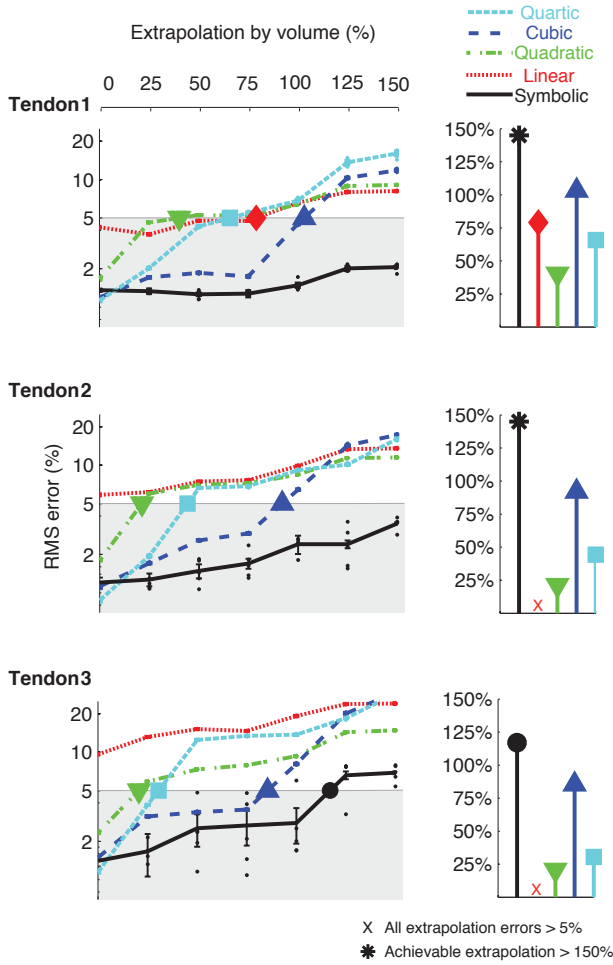 Extrapolation by volume (%)
Quartic
Cubic
Quadratic
Linear
Symbolic
0 25 50 75 100 125 150
Tendon1
20
10
5
2
150%
100%
75%
50%
25%
Tendon2
RMS error (%)
20
10
5
2
150%
100%
75%
50%
25%
x
Tendon3
20
10
5
2
150%
125%
100%
75%
50%
25%
x
x All extrapolation errors > 5%
✱ Achievable extrapolation > 150%